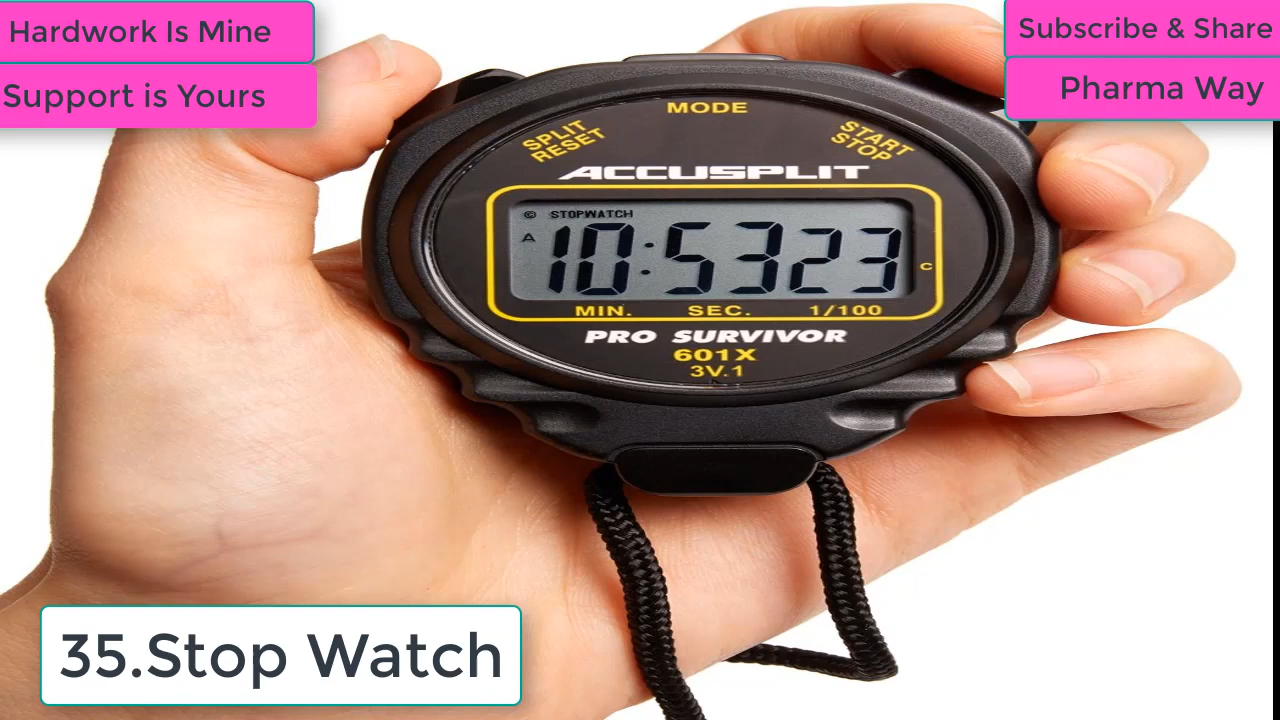 Hardwork Is Mine
Support is Yours
Subscribe & Share
Pharma Way
MODE
SPLIT
RESET
START
STOP
ACCUSPLIT
© STOPWATCH
A
10:5323
C
MIN. SEC. 1/100
PRO SURVIVOR
601X
3V.1
35.Stop Watch